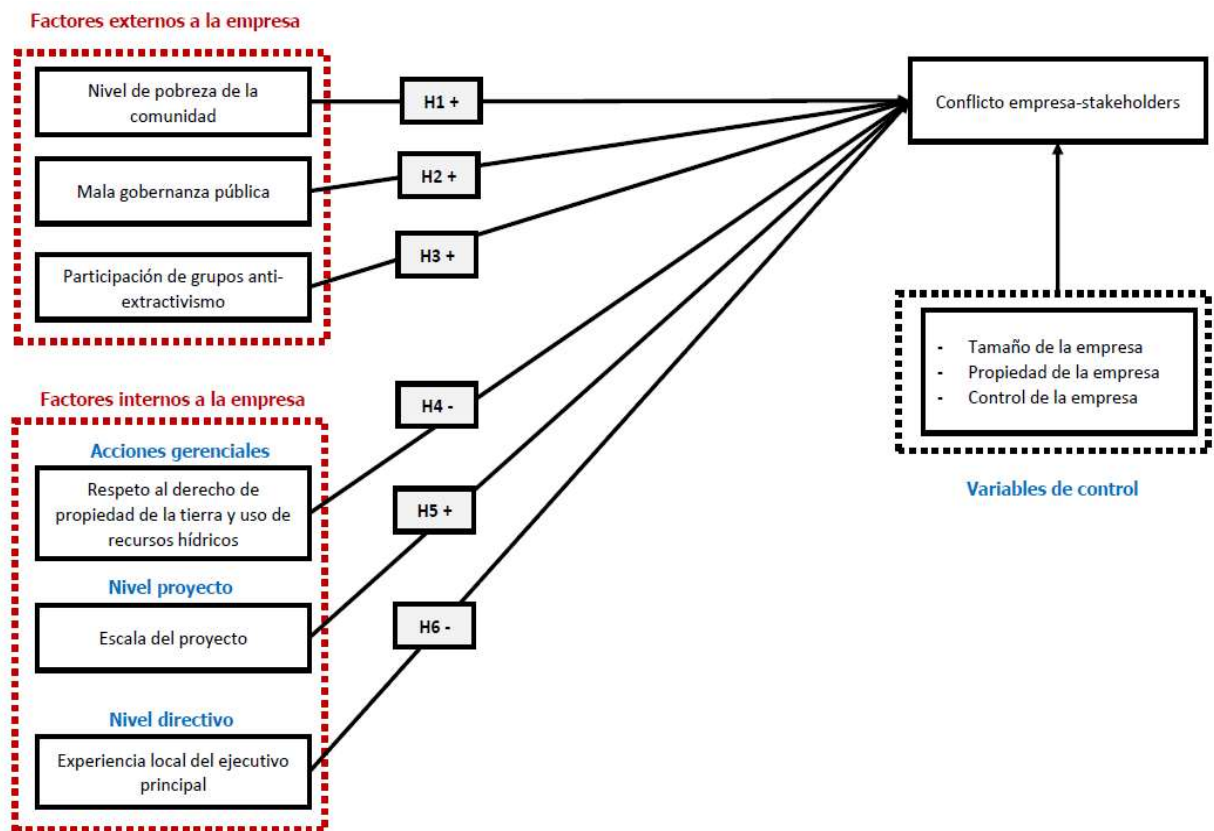 Factores externos a la empresa
Nivel de pobreza de la
comunidad
H1 +
Conflicto empresa-stakeholders
Mala gobernanza pública
H2 +
Participación de grupos anti-
extractivismo
H3 +
- Tamaño de la empresa
- Propiedad de la empresa
- Control de la empresa
Variables de control
Factores internos a la empresa
Acciones gerenciales
Respeto al derecho de
propiedad de la tierra y uso de
recursos hídricos
H4 -
Nivel proyecto
Escala del proyecto
H5 +
Nivel directivo
Experiencia local del ejecutivo
principal
H6 -